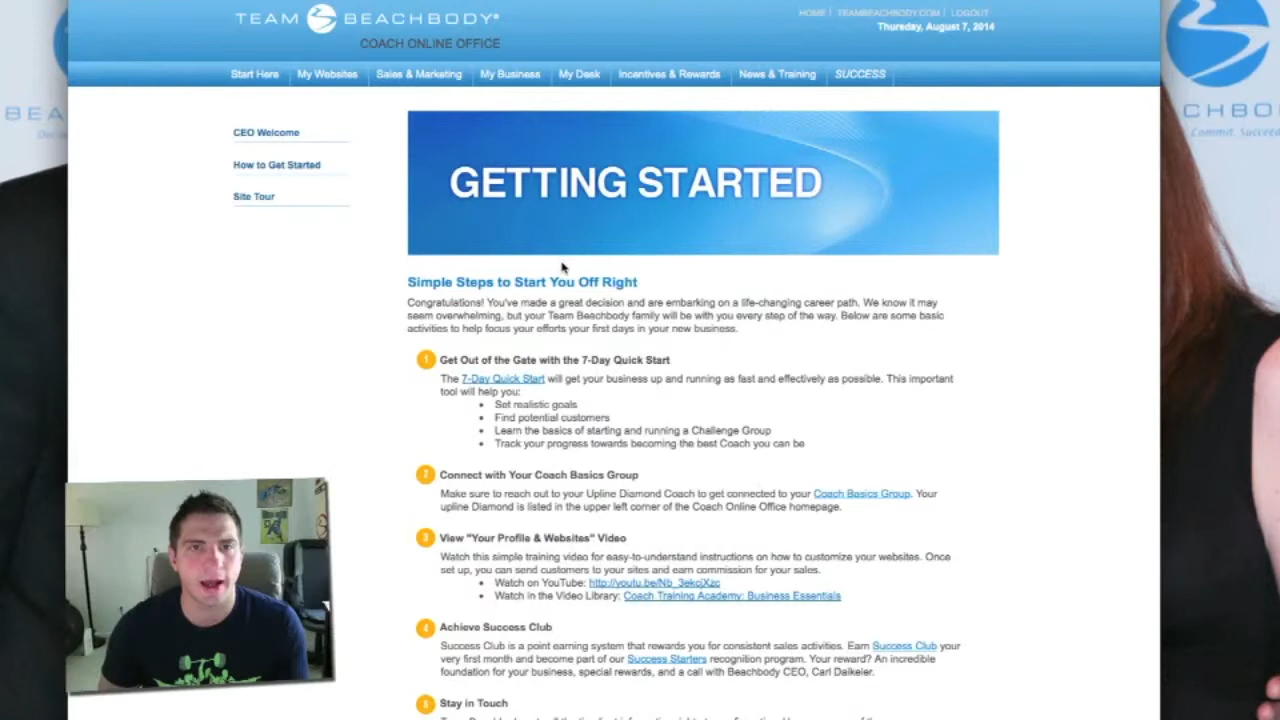 TEAM BEACHBODY®
COACH ONLINE OFFICE
HOME | TEAMBEACHBODY.COM | LOGOUT
Thursday, August 7, 2014
Start Here
My Websites
Sales & Marketing
My Business
My Desk
Incentives & Rewards
News & Training
SUCCESS
BEA
CHBO
Commit. Succeed
CEO Welcome
How to Get Started
Site Tour
GETTING STARTED
Simple Steps to Start You Off Right
Congratulations! You've made a great decision and are embarking on a life-changing career path. We know it may
seem overwhelming, but your Team Beachbody family will be with you every step of the way. Below are some basic
activities to help focus your efforts your first days in your new business.
1 Get Out of the Gate with the 7-Day Quick Start
The 7-Day Quick Start will get your business up and running as fast and effectively as possible. This important
tool will help you:
• Set realistic goals
• Find potential customers
• Learn the basics of starting and running a Challenge Group
• Track your progress towards becoming the best Coach you can be
2 Connect with Your Coach Basics Group
Make sure to reach out to your Upline Diamond Coach to get connected to your Coach Basics Group. Your
upline Diamond is listed in the upper left corner of the Coach Online Office homepage.
3 View "Your Profile & Websites" Video
Watch this simple training video for easy-to-understand instructions on how to customize your websites. Once
set up, you can send customers to your sites and earn commission for your sales.
• Watch on YouTube: http://youtu.be/Nb_3ekcjXzc
• Watch in the Video Library: Coach Training Academy: Business Essentials
4 Achieve Success Club
Success Club is a point earning system that rewards you for consistent sales activities. Earn Success Club your
very first month and become part of our Success Starters recognition program. Your reward? An incredible
foundation for your business, special rewards, and a call with Beachbody CEO, Carl Daikeler.
5 Stay in Touch